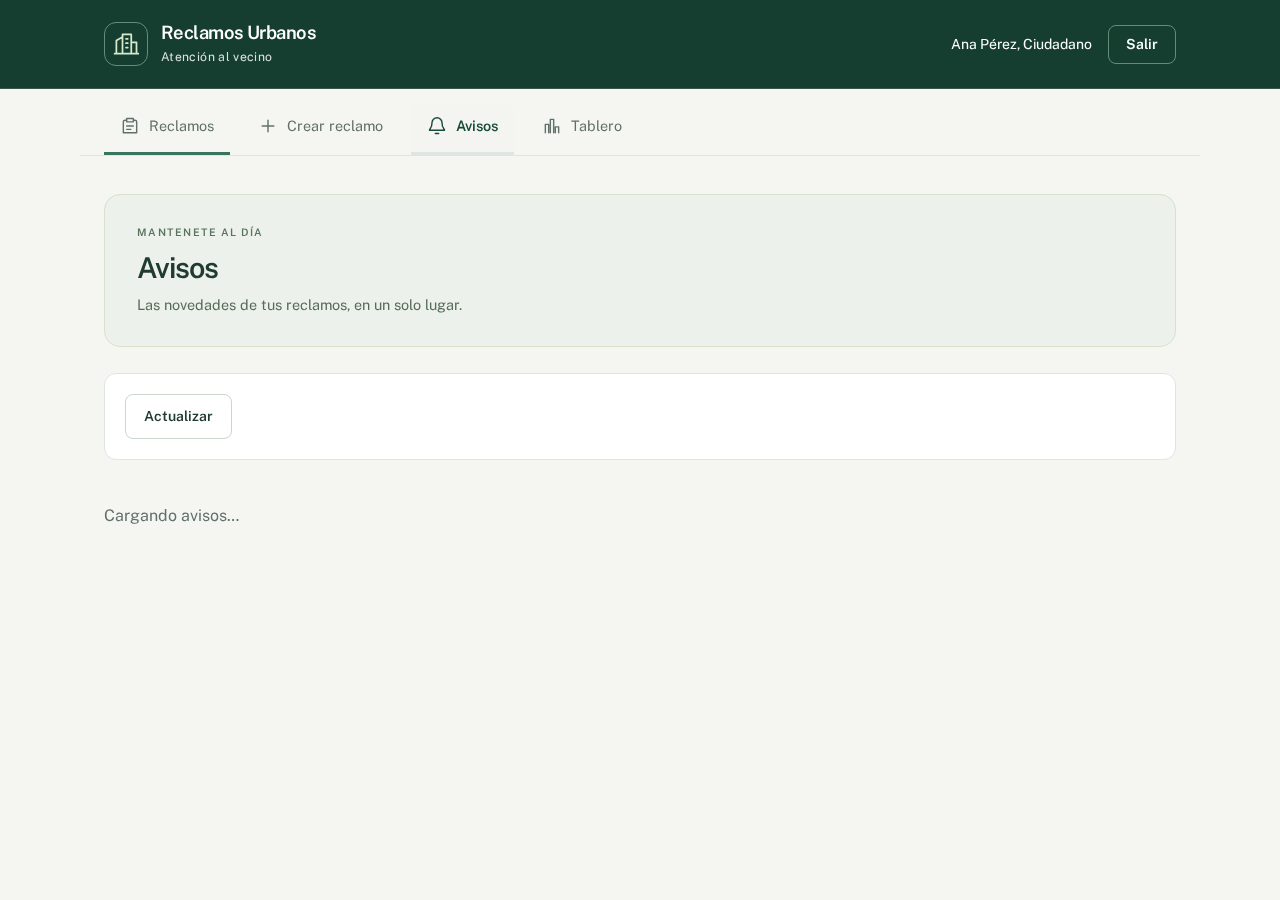 Reclamos Urbanos
Atención al vecino
Ana Pérez, Ciudadano
Salir
Reclamos
Crear reclamo
Avisos
Tablero
MANTENETE AL DÍA
Avisos
Las novedades de tus reclamos, en un solo lugar.
Actualizar
Cargando avisos...